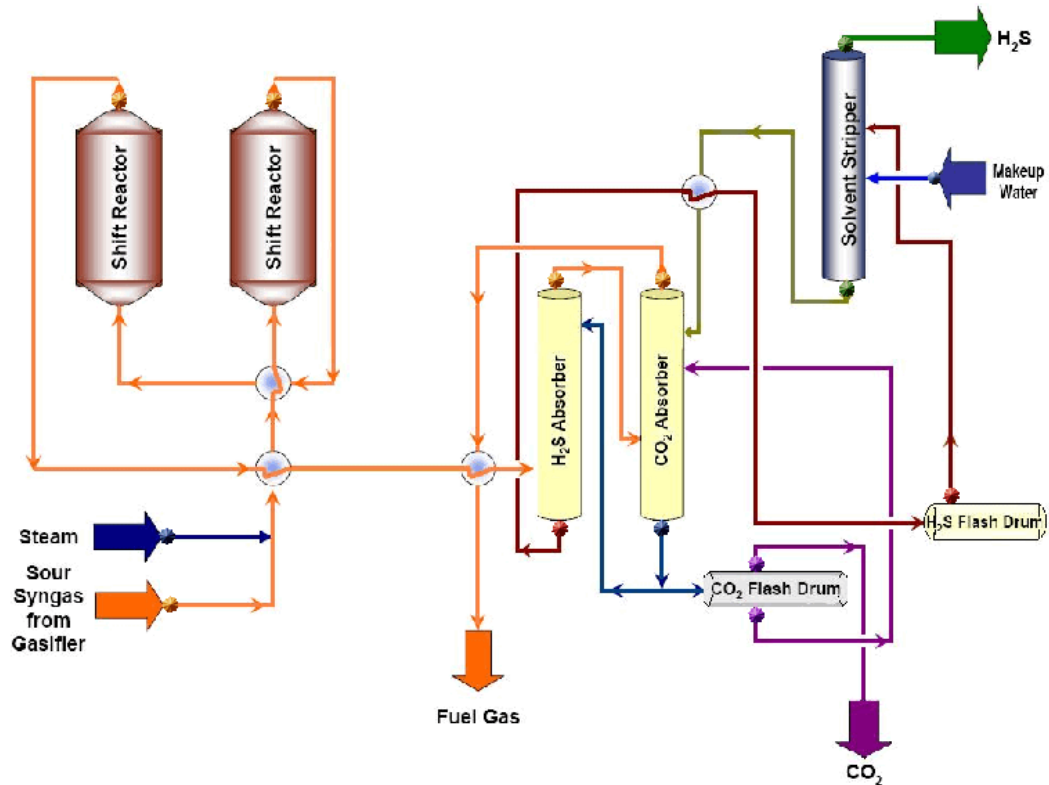 H₂S
Shift Reactor
Shift Reactor
Solvent Stripper
Makeup
Water
H₂S Absorber
CO₂ Absorber
H₂S Flash Drum
Steam
Sour
Syngas
from
Gasifier
CO₂ Flash Drum
Fuel Gas
CO₂